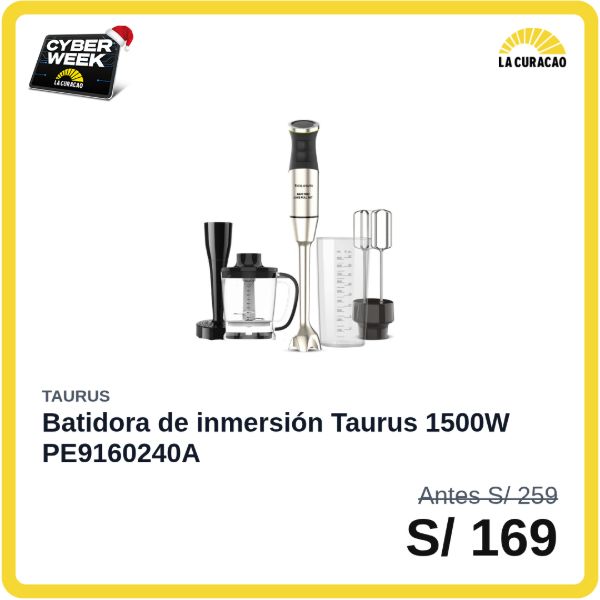 CYBER
WEEK
LA CURACAO
LA CURACAO
TAURUS
Batidora de inmersión Taurus 1500W
PE9160240A
Antes S/ 259
S/ 169